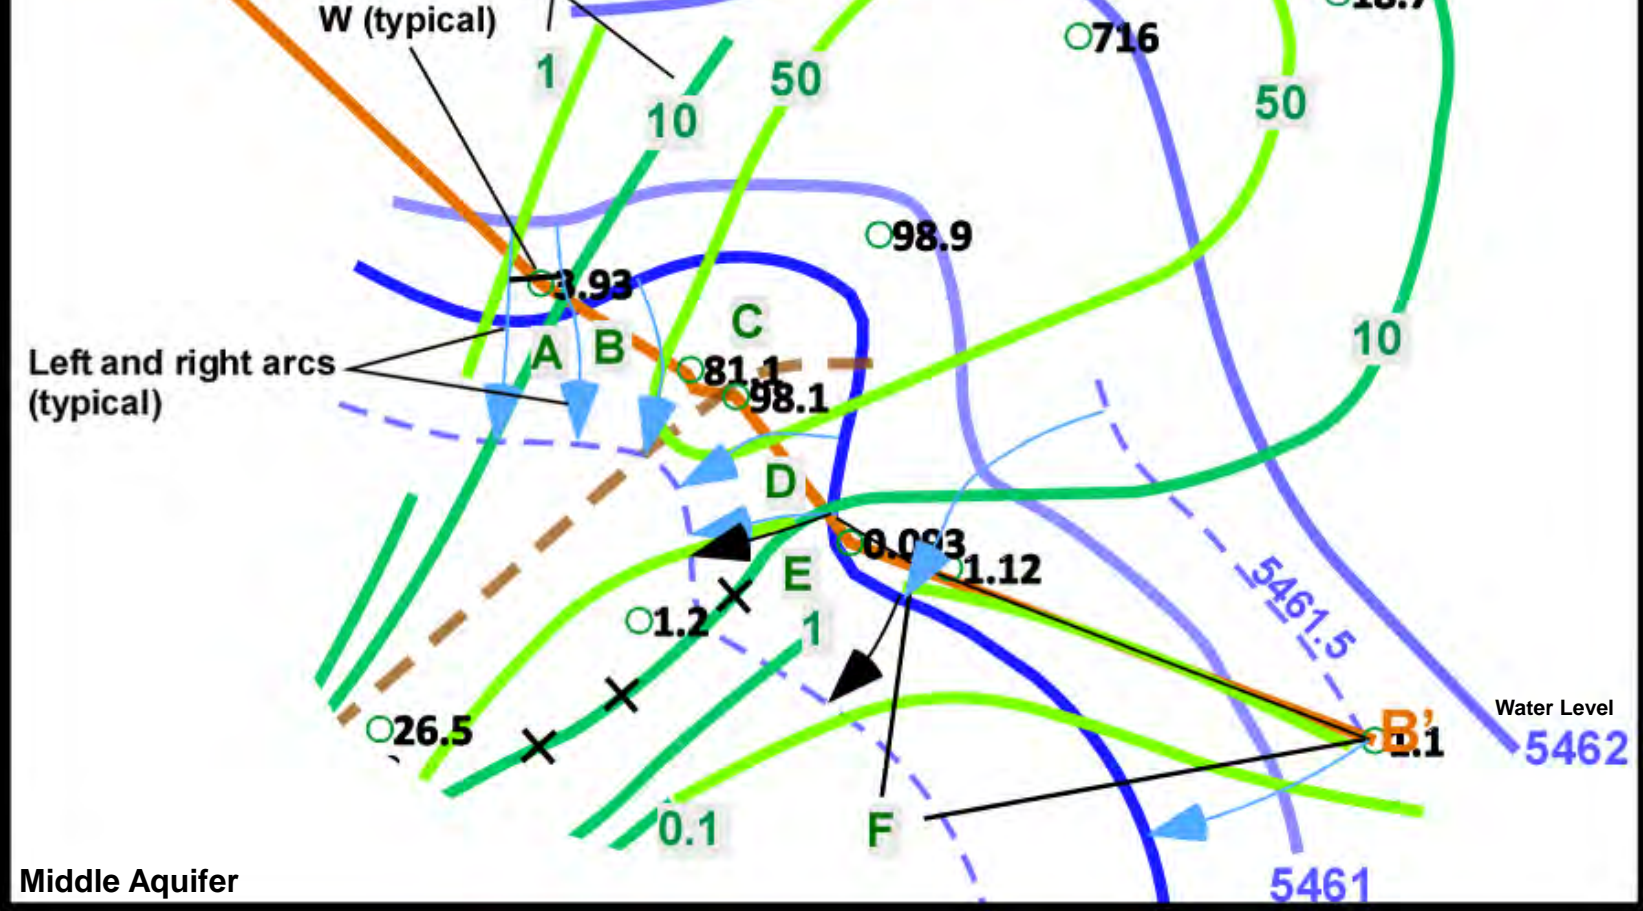 18.7
W (typical)
716
1
50
50
10
98.9
3.93
10
C
A
B
Left and right arcs
(typical)
81.1
98.1
D
0.093
1.12
E
5461.5
1.2
1
Water Level
26.5
B’
5462
0.1
F
Middle Aquifer
5461